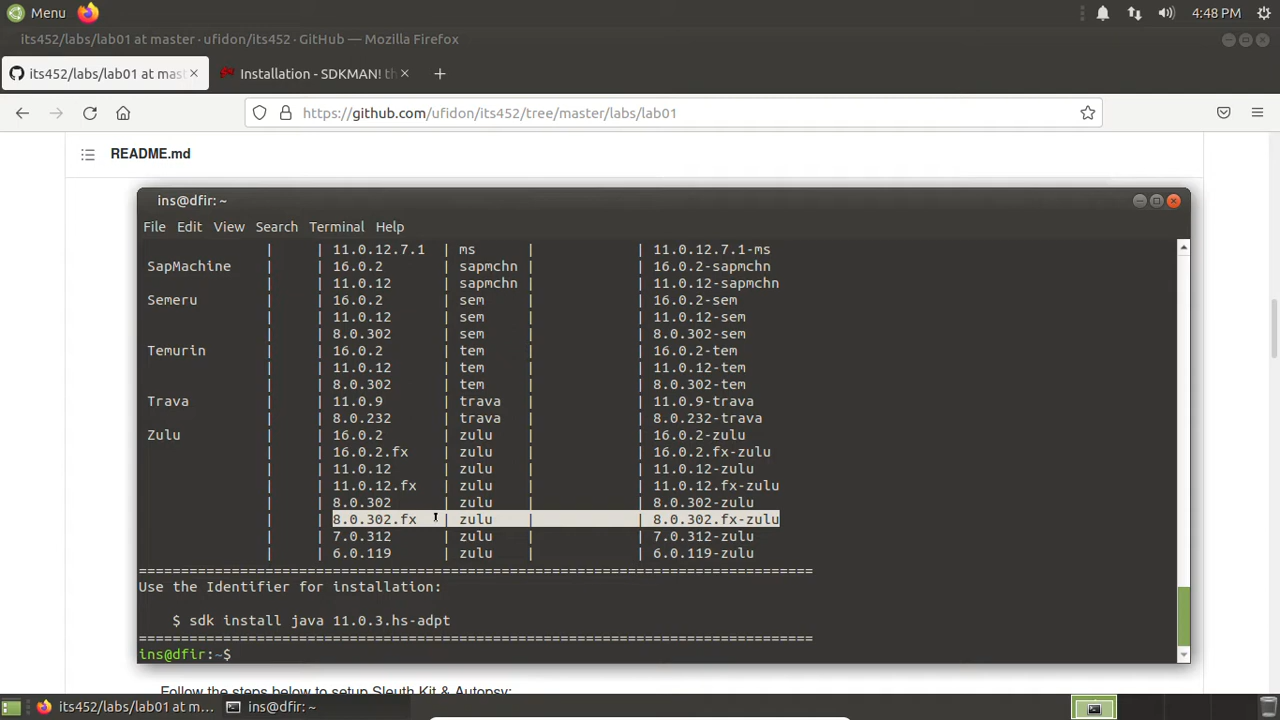 Menu
4:48 PM
its452/labs/lab01 at master · ufidon/its452 · GitHub — Mozilla Firefox
its452/labs/lab01 at mas
Installation - SDKMAN! th
https://github.com/ufidon/its452/tree/master/labs/lab01
README.md
ins@dfir: ~
File Edit View Search Terminal Help
| | 11.0.12.7.1 | ms | | 11.0.12.7.1-ms
SapMachine | | 16.0.2 | sapmchn | | 16.0.2-sapmchn
| | 11.0.12 | sapmchn | | 11.0.12-sapmchn
Semeru | | 16.0.2 | sem | | 16.0.2-sem
| | 11.0.12 | sem | | 11.0.12-sem
| | 8.0.302 | sem | | 8.0.302-sem
Temurin | | 16.0.2 | tem | | 16.0.2-tem
| | 11.0.12 | tem | | 11.0.12-tem
| | 8.0.302 | tem | | 8.0.302-tem
Trava | | 11.0.9 | trava | | 11.0.9-trava
| | 8.0.232 | trava | | 8.0.232-trava
Zulu | | 16.0.2 | zulu | | 16.0.2-zulu
| | 16.0.2.fx | zulu | | 16.0.2.fx-zulu
| | 11.0.12 | zulu | | 11.0.12-zulu
| | 11.0.12.fx | zulu | | 11.0.12.fx-zulu
| | 8.0.302 | zulu | | 8.0.302-zulu
| | 8.0.302.fx | zulu | | 8.0.302.fx-zulu
| | 7.0.312 | zulu | | 7.0.312-zulu
| | 6.0.119 | zulu | | 6.0.119-zulu
================================================================================
Use the Identifier for installation:
$ sdk install java 11.0.3.hs-adpt
================================================================================
ins@dfir:~$
Follow the steps below to setup Sleuth Kit & Autopsy:
its452/labs/lab01 at m...
ins@dfir: ~